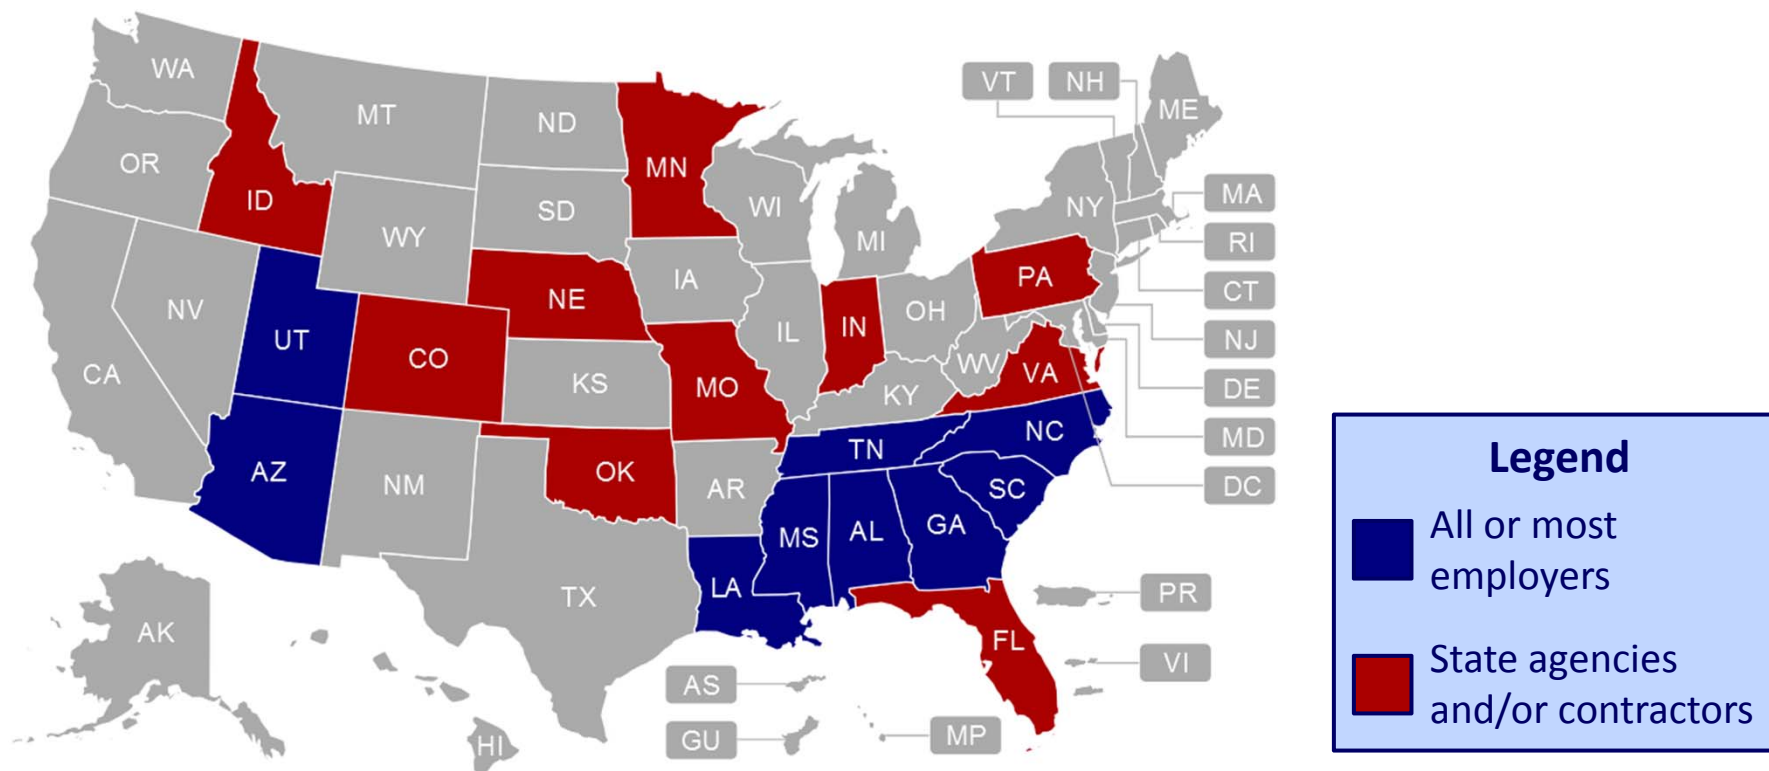 WA
MT
ND
MN
VT
NH
ME
OR
ID
SD
WI
NY
MA
WY
MI
RI
IA
PA
CT
NV
NE
OH
NJ
UT
CO
IL
IN
WV
VA
DE
CA
KS
MO
KY
MD
AZ
NM
OK
AR
TN
NC
DC
SC
MS
AL
GA
LA
TX
FL
PR
AK
VI
AS
HI
GU
MP
Legend
All or most
employers
State agencies
and/or contractors